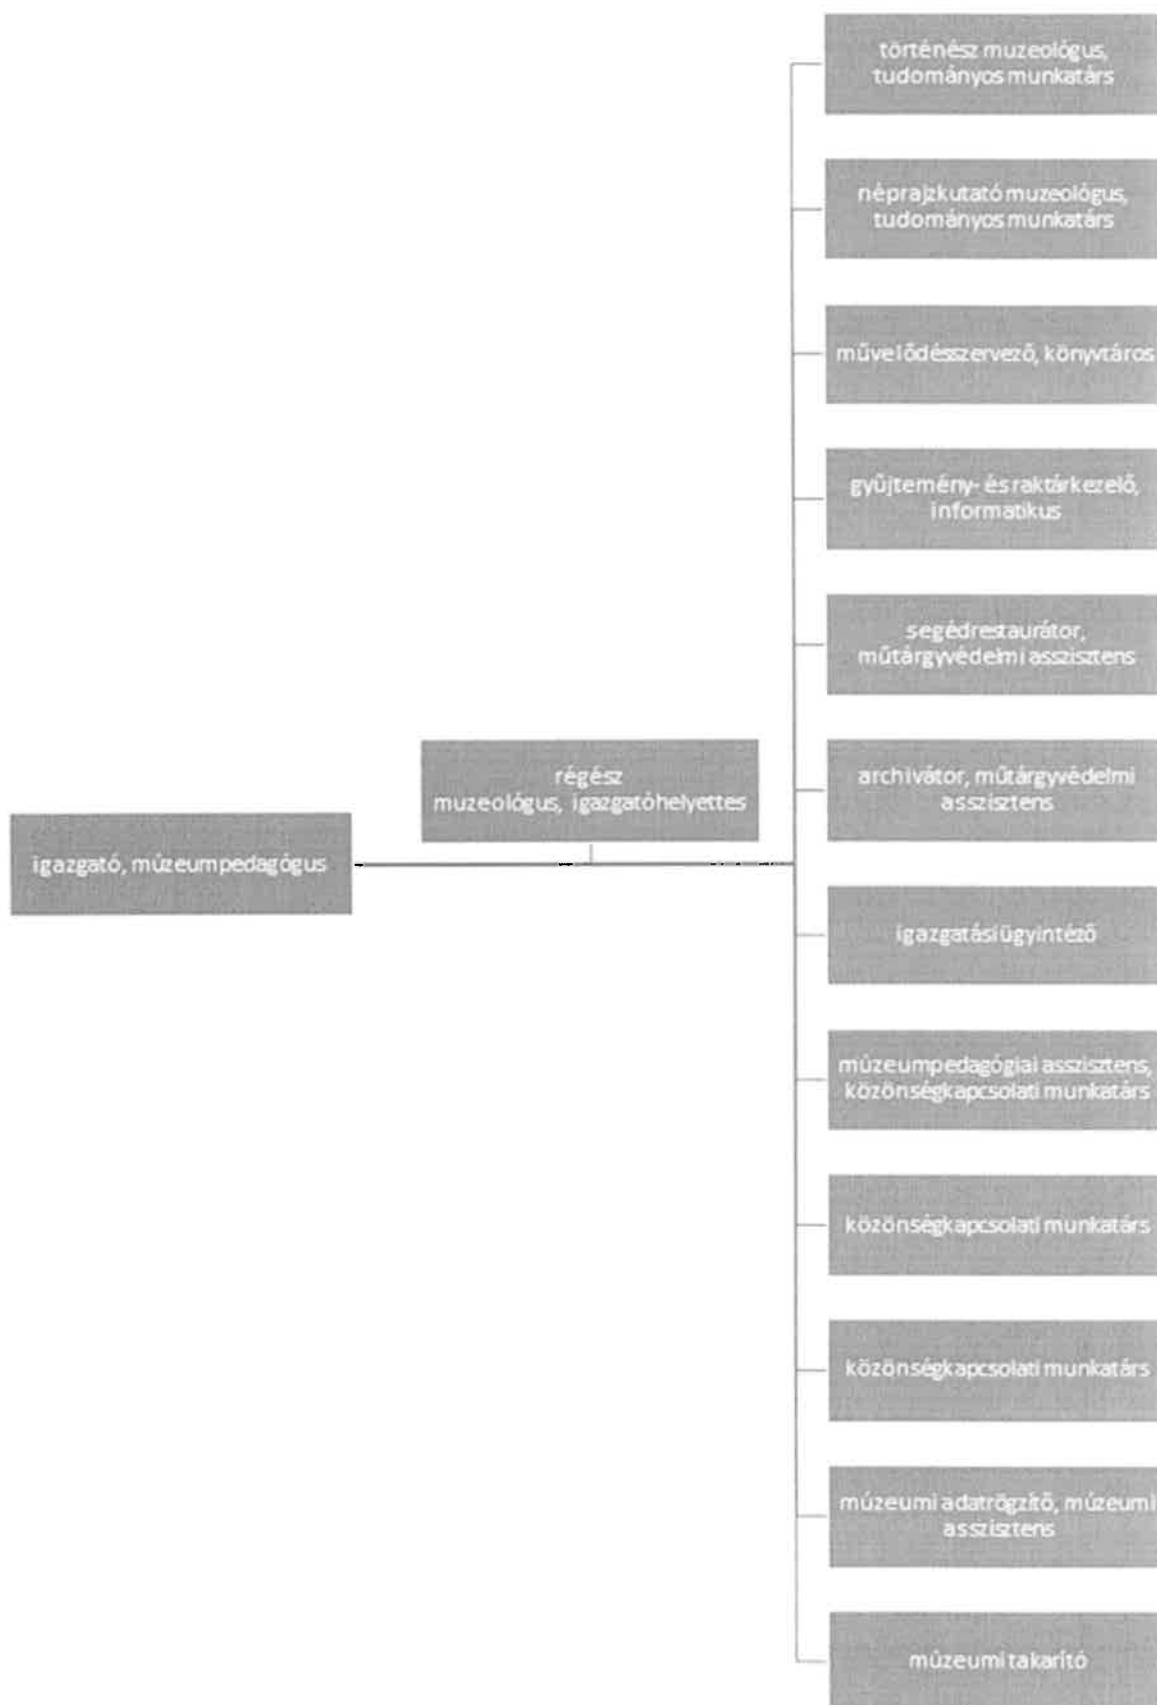 történész muzeológus,
tudományos munkatárs
néprajzkutató muzeológus,
tudományos munkatárs
művelődésszervező, könyvtáros
gyűjtemény- és raktárkezelő,
informatikus
segédrestaurátor,
műtárgyvédelmi asszisztens
régész
muzeológus, igazgatóhelyettes
archivátor, műtárgyvédelmi
asszisztens
igazgató, múzeumpedagógus
igazgatási ügyintéző
múzeumpedagógiai asszisztens,
közönségkapcsolati munkatárs
közönségkapcsolati munkatárs
közönségkapcsolati munkatárs
múzeumi adatrögzítő, múzeumi
asszisztens
múzeumi takarító